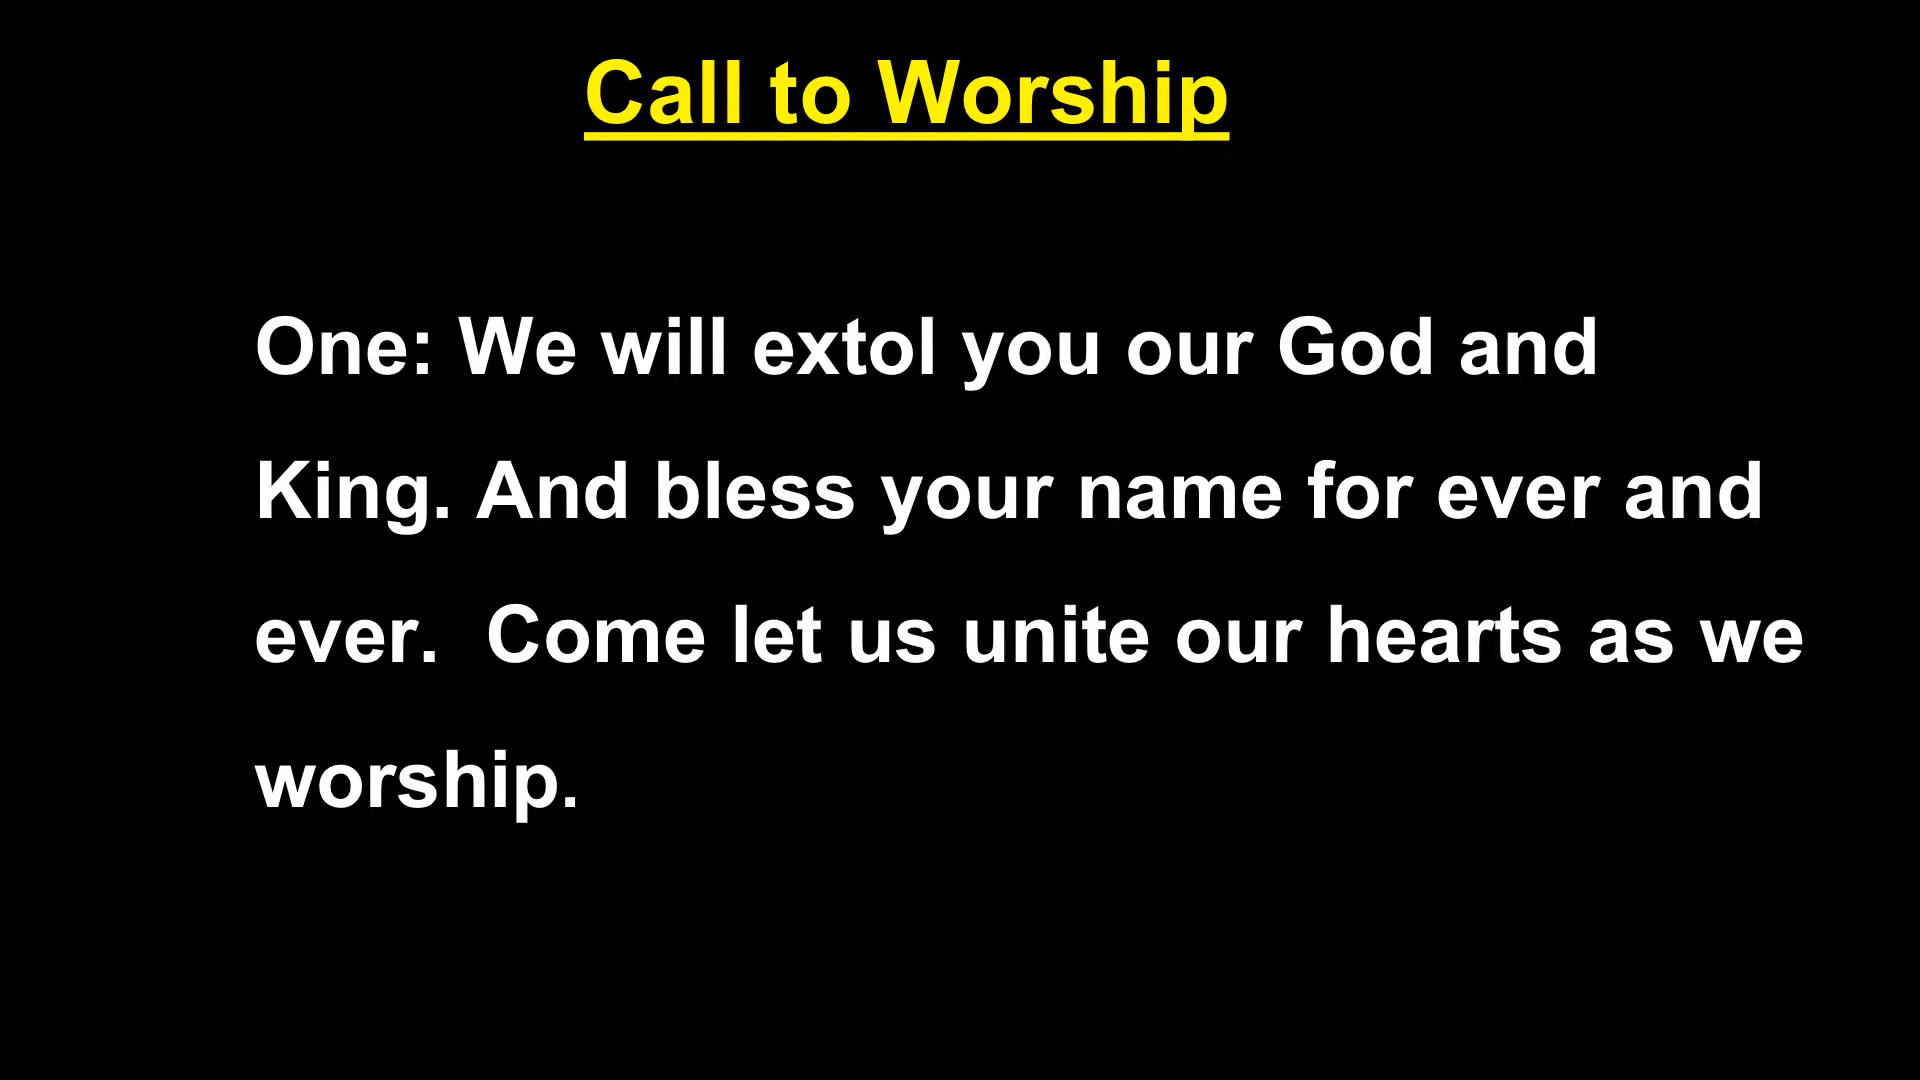 Call to Worship
One: We will extol you our God and
King. And bless your name for ever and
ever.  Come let us unite our hearts as we
worship.